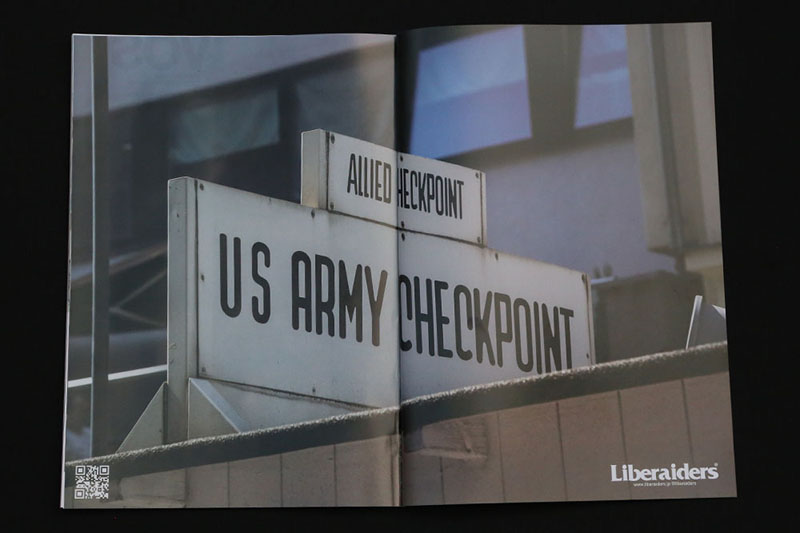 ALLIED CHECKPOINT
US ARMY CHECKPOINT
Liberaiders®